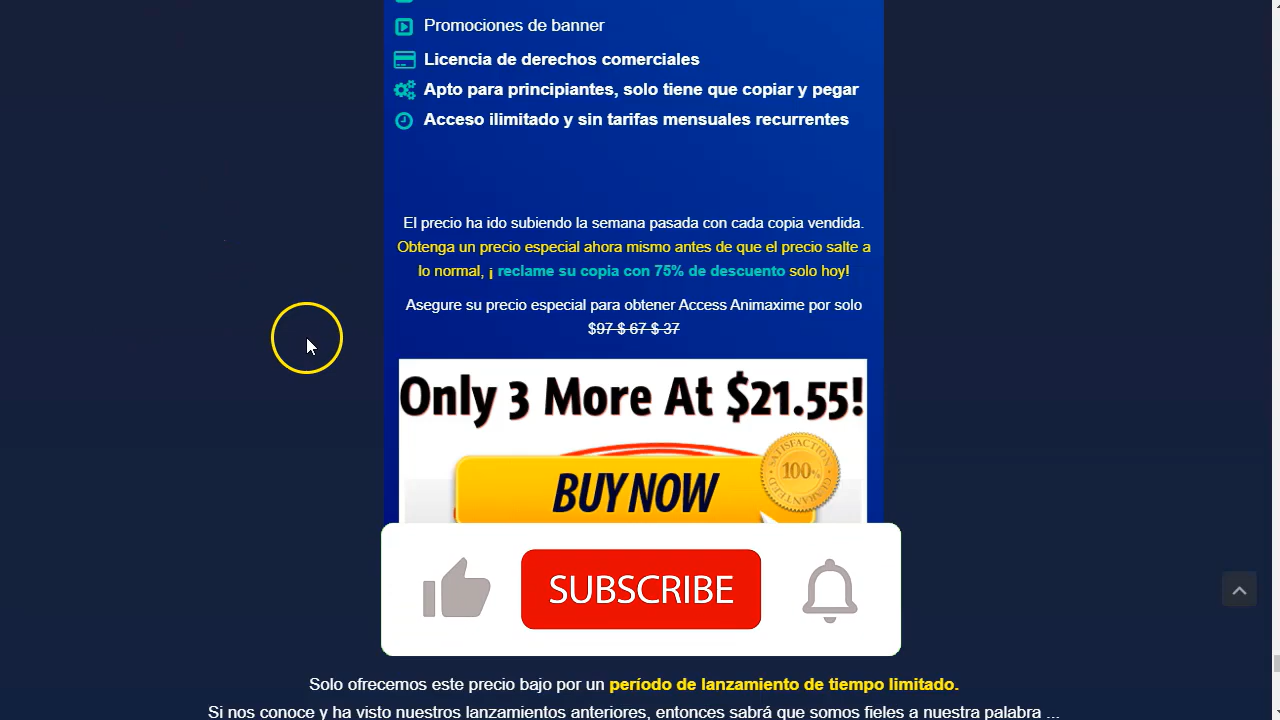 Promociones de banner
Licencia de derechos comerciales
Apto para principiantes, solo tiene que copiar y pegar
Acceso ilimitado y sin tarifas mensuales recurrentes
El precio ha ido subiendo la semana pasada con cada copia vendida.
Obtenga un precio especial ahora mismo antes de que el precio salte a
lo normal, ¡ reclame su copia con 75% de descuento solo hoy!
Asegure su precio especial para obtener Access Animaxime por solo
$97 $ 67 $ 37
Only 3 More At $21.55!
BUY NOW
SATISFACTION
100%
GUARANTEED
SUBSCRIBE
Solo ofrecemos este precio bajo por un período de lanzamiento de tiempo limitado.
Si nos conoce y ha visto nuestros lanzamientos anteriores, entonces sabrá que somos fieles a nuestra palabra ...